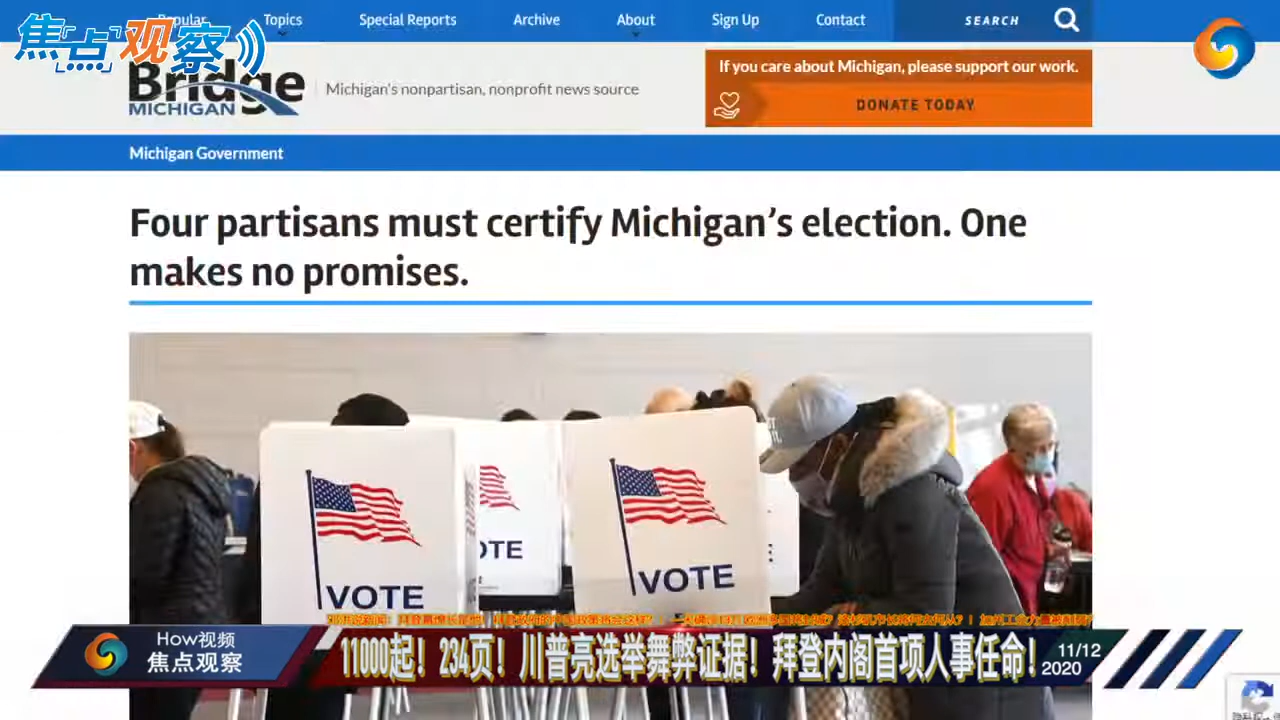 Popular Topics Special Reports Archive About Sign Up Contact SEARCH
焦点观察
Bridge
MICHIGAN
Michigan's nonpartisan, nonprofit news source
If you care about Michigan, please support our work.
DONATE TODAY
Michigan Government
Four partisans must certify Michigan’s election. One
makes no promises.
VOTE
OTE
VOTE
How视频
焦点观察
11000起！234页！川普亮选举舞弊证据！拜登内阁首项人事任命！
11/12
2020